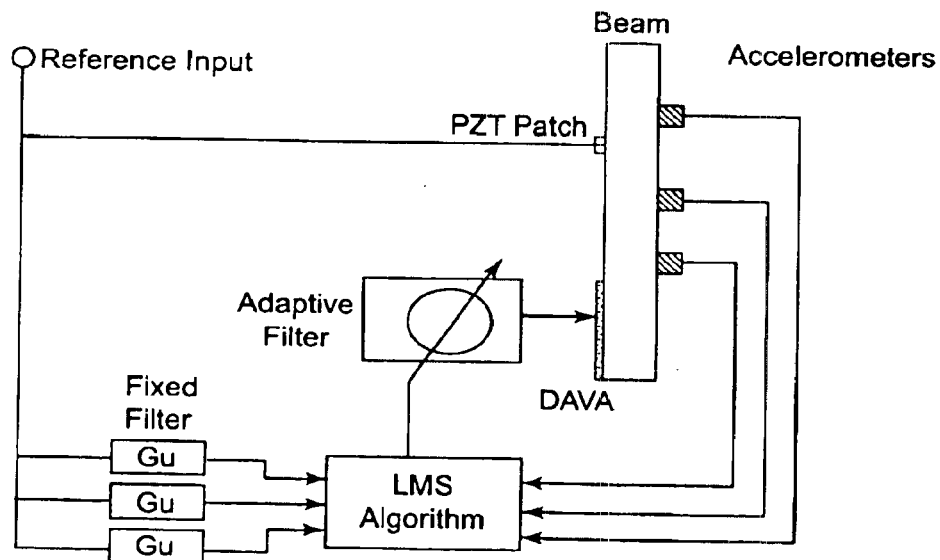 Beam
Reference Input
Accelerometers
PZT Patch
Adaptive
Filter
DAVA
Fixed
Filter
Gu
Gu
Gu
LMS
Algorithm